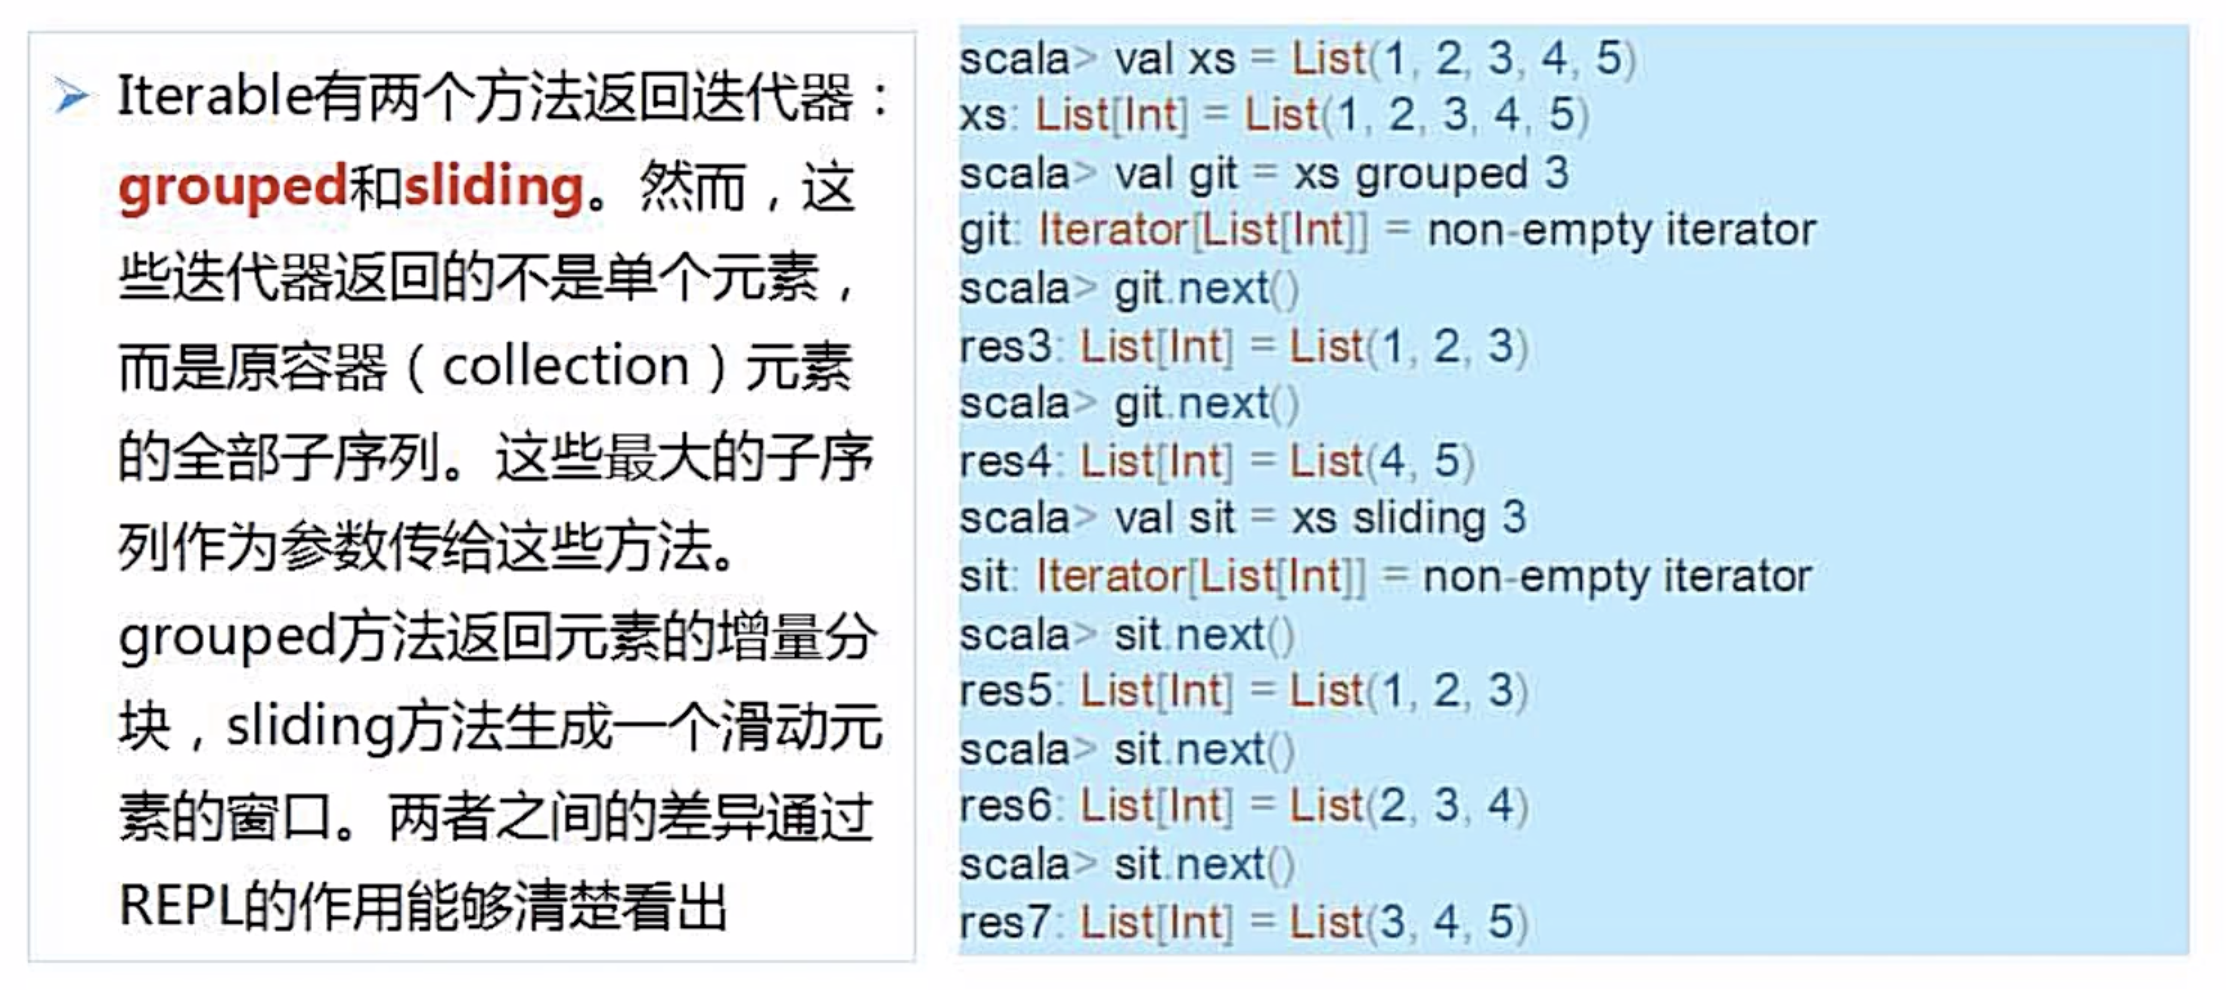 Iterable有两个方法返回迭代器：
grouped和sliding。然而，这
些迭代器返回的不是单个元素，
而是原容器（collection）元素
的全部子序列。这些最大的子序
列作为参数传给这些方法。
grouped方法返回元素的增量分
块，sliding方法生成一个滑动元
素的窗口。两者之间的差异通过
REPL的作用能够清楚看出
scala> val xs = List(1, 2, 3, 4, 5)
xs: List[Int] = List(1, 2, 3, 4, 5)
scala> val git = xs grouped 3
git: Iterator[List[Int]] = non-empty iterator
scala> git.next()
res3: List[Int] = List(1, 2, 3)
scala> git.next()
res4: List[Int] = List(4, 5)
scala> val sit = xs sliding 3
sit: Iterator[List[Int]] = non-empty iterator
scala> sit.next()
res5: List[Int] = List(1, 2, 3)
scala> sit.next()
res6: List[Int] = List(2, 3, 4)
scala> sit.next()
res7: List[Int] = List(3, 4, 5)